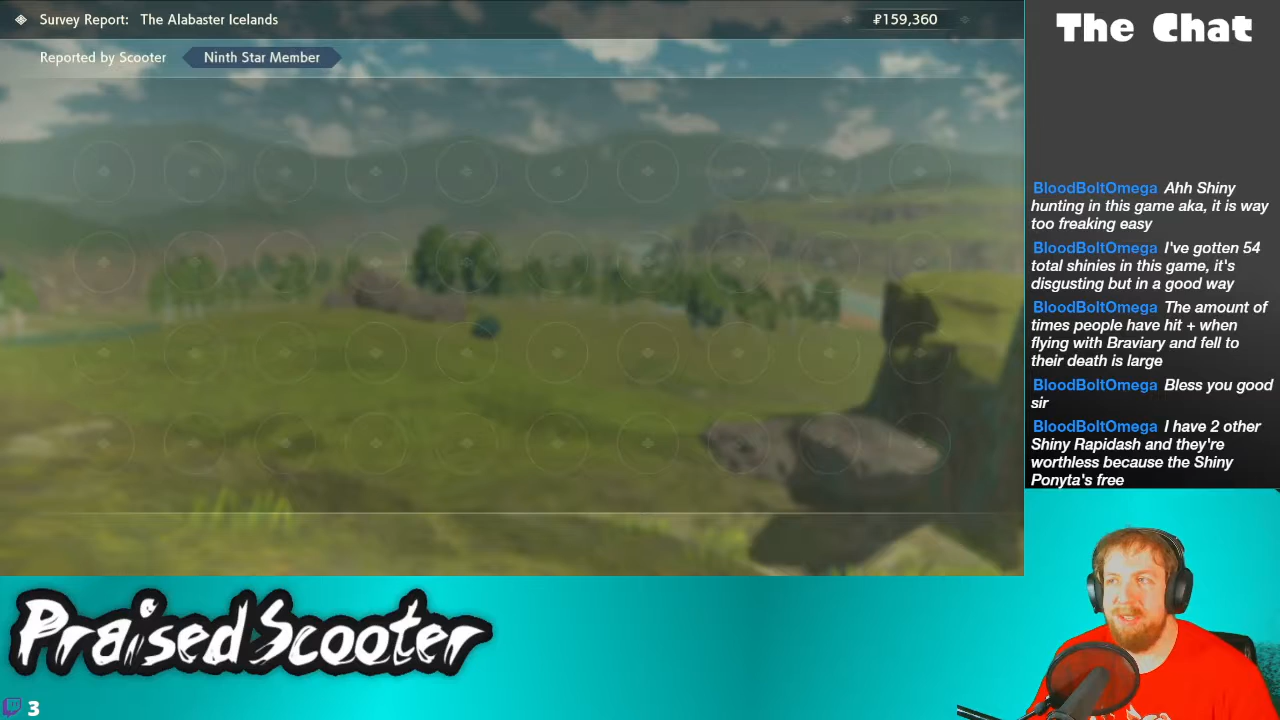 Survey Report: The Alabaster Icelands
₽159,360
Reported by Scooter
Ninth Star Member
The Chat
BloodBoltOmega Ahh Shiny
hunting in this game aka, it is way
too freaking easy
BloodBoltOmega I've gotten 54
total shinies in this game, it's
disgusting but in a good way
BloodBoltOmega The amount of
times people have hit + when
flying with Braviary and fell to
their death is large
BloodBoltOmega Bless you good
sir
BloodBoltOmega I have 2 other
Shiny Rapidash and they're
worthless because the Shiny
Ponyta's free
PraisedScooter
3